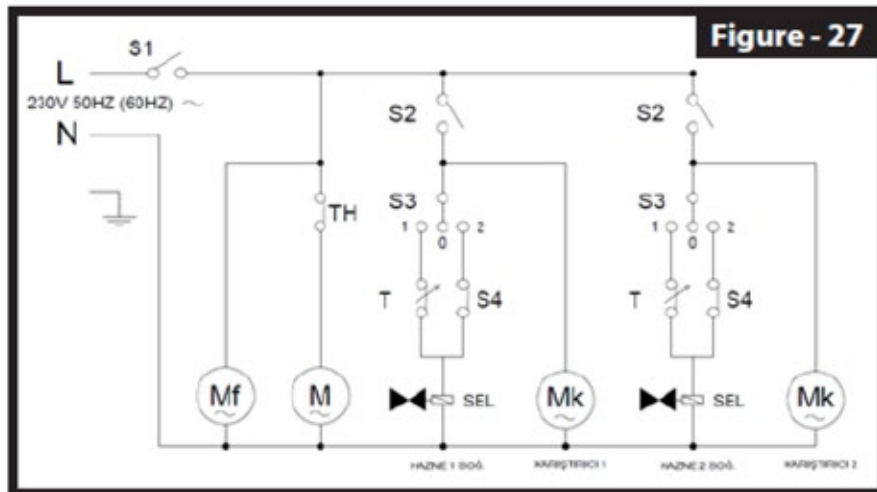 Figure - 27
S1
L
230V 50HZ (60HZ) ~
N
S2
S2
S3
S3
TH
1 0 2
1 0 2
T
S4
T
S4
Mf
M
SEL
Mk
SEL
Mk
HAZNE 1 SOĞ.
KARIŞTIRICI 1
HAZNE 2 SOĞ.
KARIŞTIRICI 2